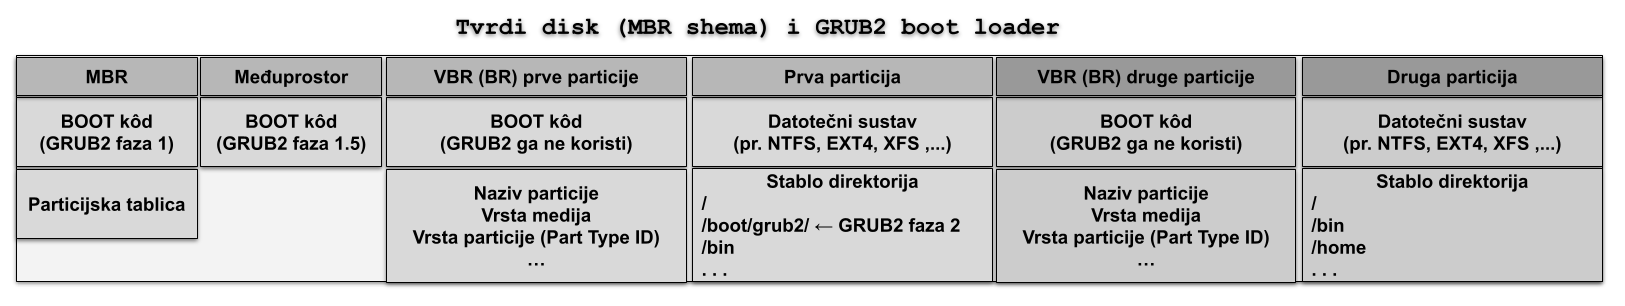 Tvrdi disk (MBR shema) i GRUB2 boot loader
MBR
Međuprostor
VBR (BR) prve particije
Prva particija
VBR (BR) druge particije
Druga particija
BOOT kôd
(GRUB2 faza 1)
BOOT kôd
(GRUB2 faza 1.5)
BOOT kôd
(GRUB2 ga ne koristi)
Datotečni sustav
(pr. NTFS, EXT4, XFS ,...)
BOOT kôd
(GRUB2 ga ne koristi)
Datotečni sustav
(pr. NTFS, EXT4, XFS ,...)
Particijska tablica
Naziv particije
Vrsta medija
Vrsta particije (Part Type ID)
...
Stablo direktorija
/
/boot/grub2/ ← GRUB2 faza 2
/bin
. . .
Naziv particije
Vrsta medija
Vrsta particije (Part Type ID)
...
Stablo direktorija
/
/bin
/home
. . .